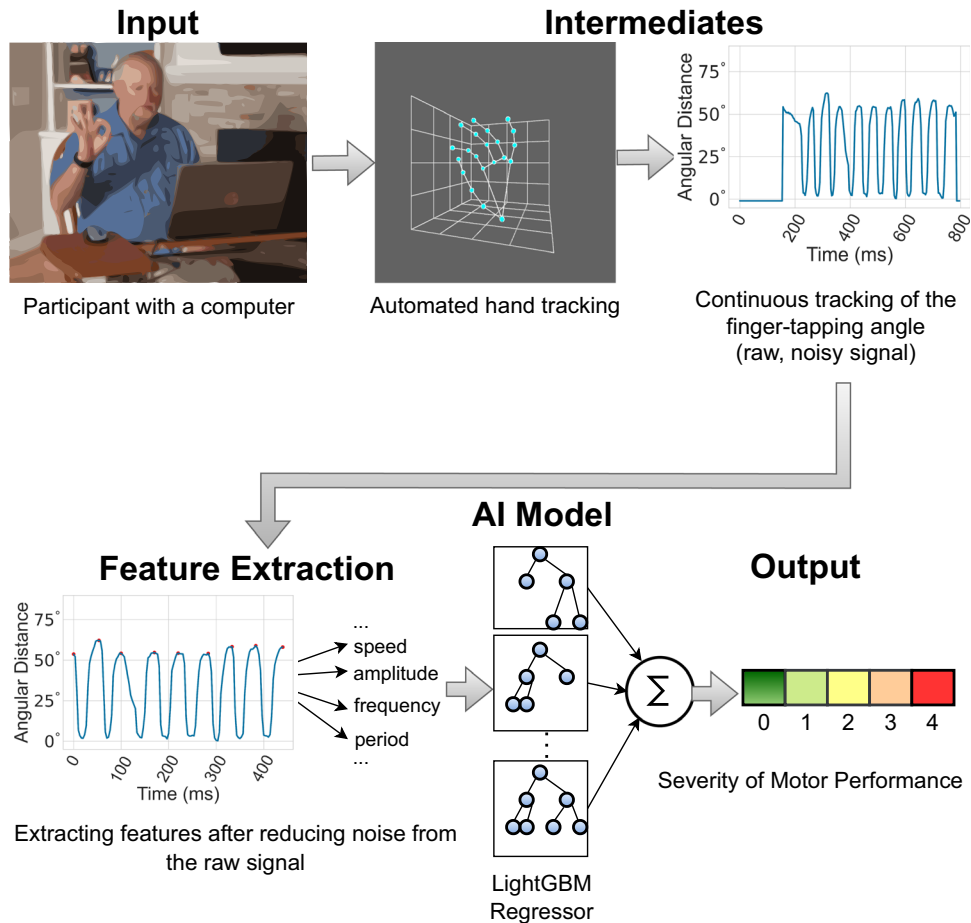 Input
Intermediates
Participant with a computer
Automated hand tracking
Angular Distance
75°
50°
25°
0°
0
200
400
600
800
Time (ms)
Continuous tracking of the
finger-tapping angle
(raw, noisy signal)
Feature Extraction
Angular Distance
75°
50°
25°
0°
0
100
200
300
400
Time (ms)
...
speed
amplitude
frequency
period
...
Extracting features after reducing noise from
the raw signal
AI Model
Σ
LightGBM
Regressor
Output
0 1 2 3 4
Severity of Motor Performance